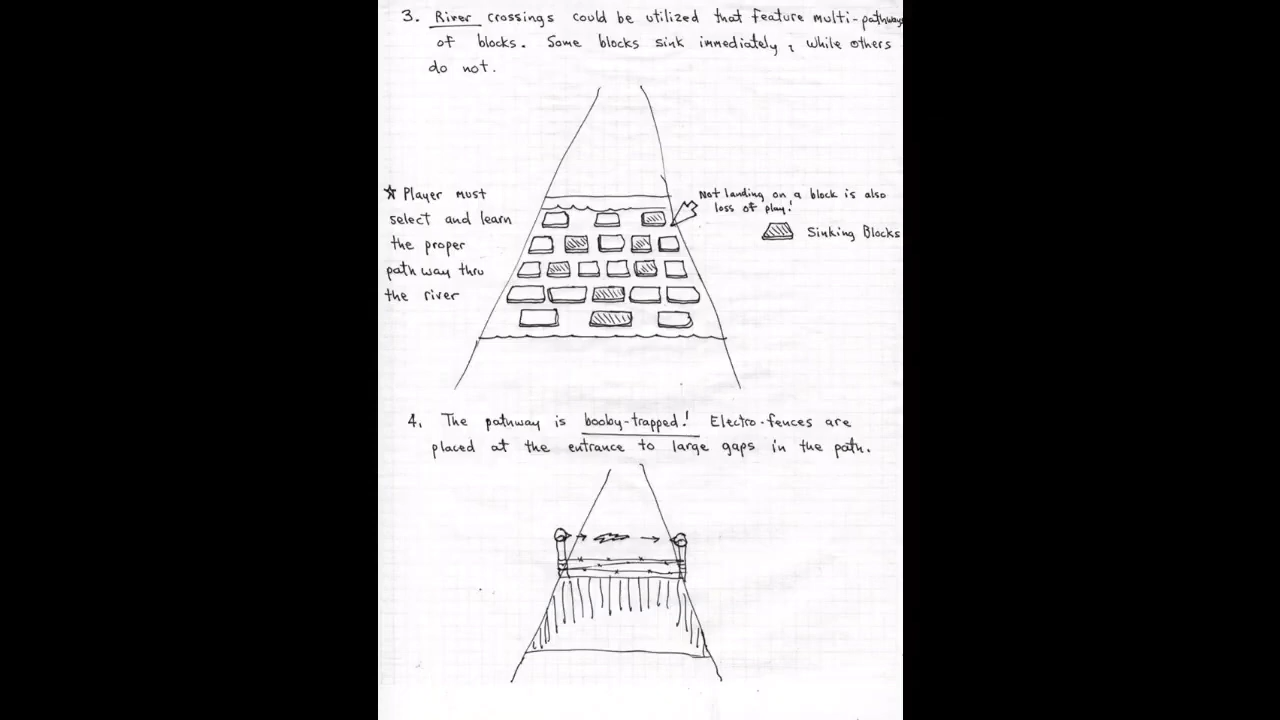 3. River crossings could be utilized that feature multi-pathways
of blocks. Some blocks sink immediately, while others
do not.
☆ Player must
select and learn
the proper
path way thru
the river
Not landing on a block is also
loss of play!
Sinking Blocks
4. The pathway is booby-trapped! Electro-fences are
placed at the entrance to large gaps in the path.